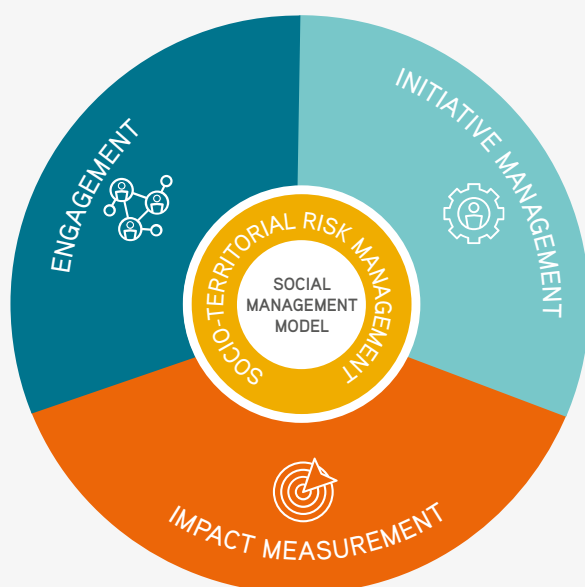 ENGAGEMENT
INITIATIVE MANAGEMENT
SOCIO-TERRITORIAL RISK MANAGEMENT
SOCIAL
MANAGEMENT
MODEL
IMPACT MEASUREMENT